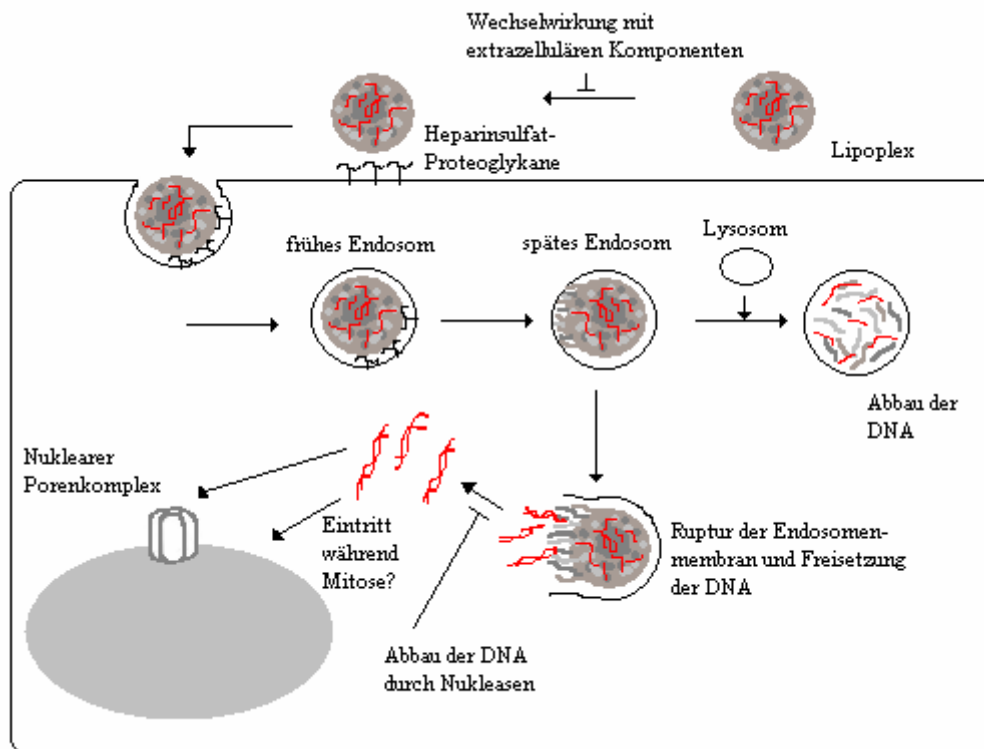 Wechselwirkung mit
extrazellulären Komponenten
Heparinsulfat-
Proteoglykane
Lipoplex
frühes Endosom
spätes Endosom
Lysosom
Abbau der
DNA
Nuklearer
Porenkomplex
Eintritt
während
Mitose?
Ruptur der Endosomen-
membran und Freisetzung
der DNA
Abbau der DNA
durch Nukleasen